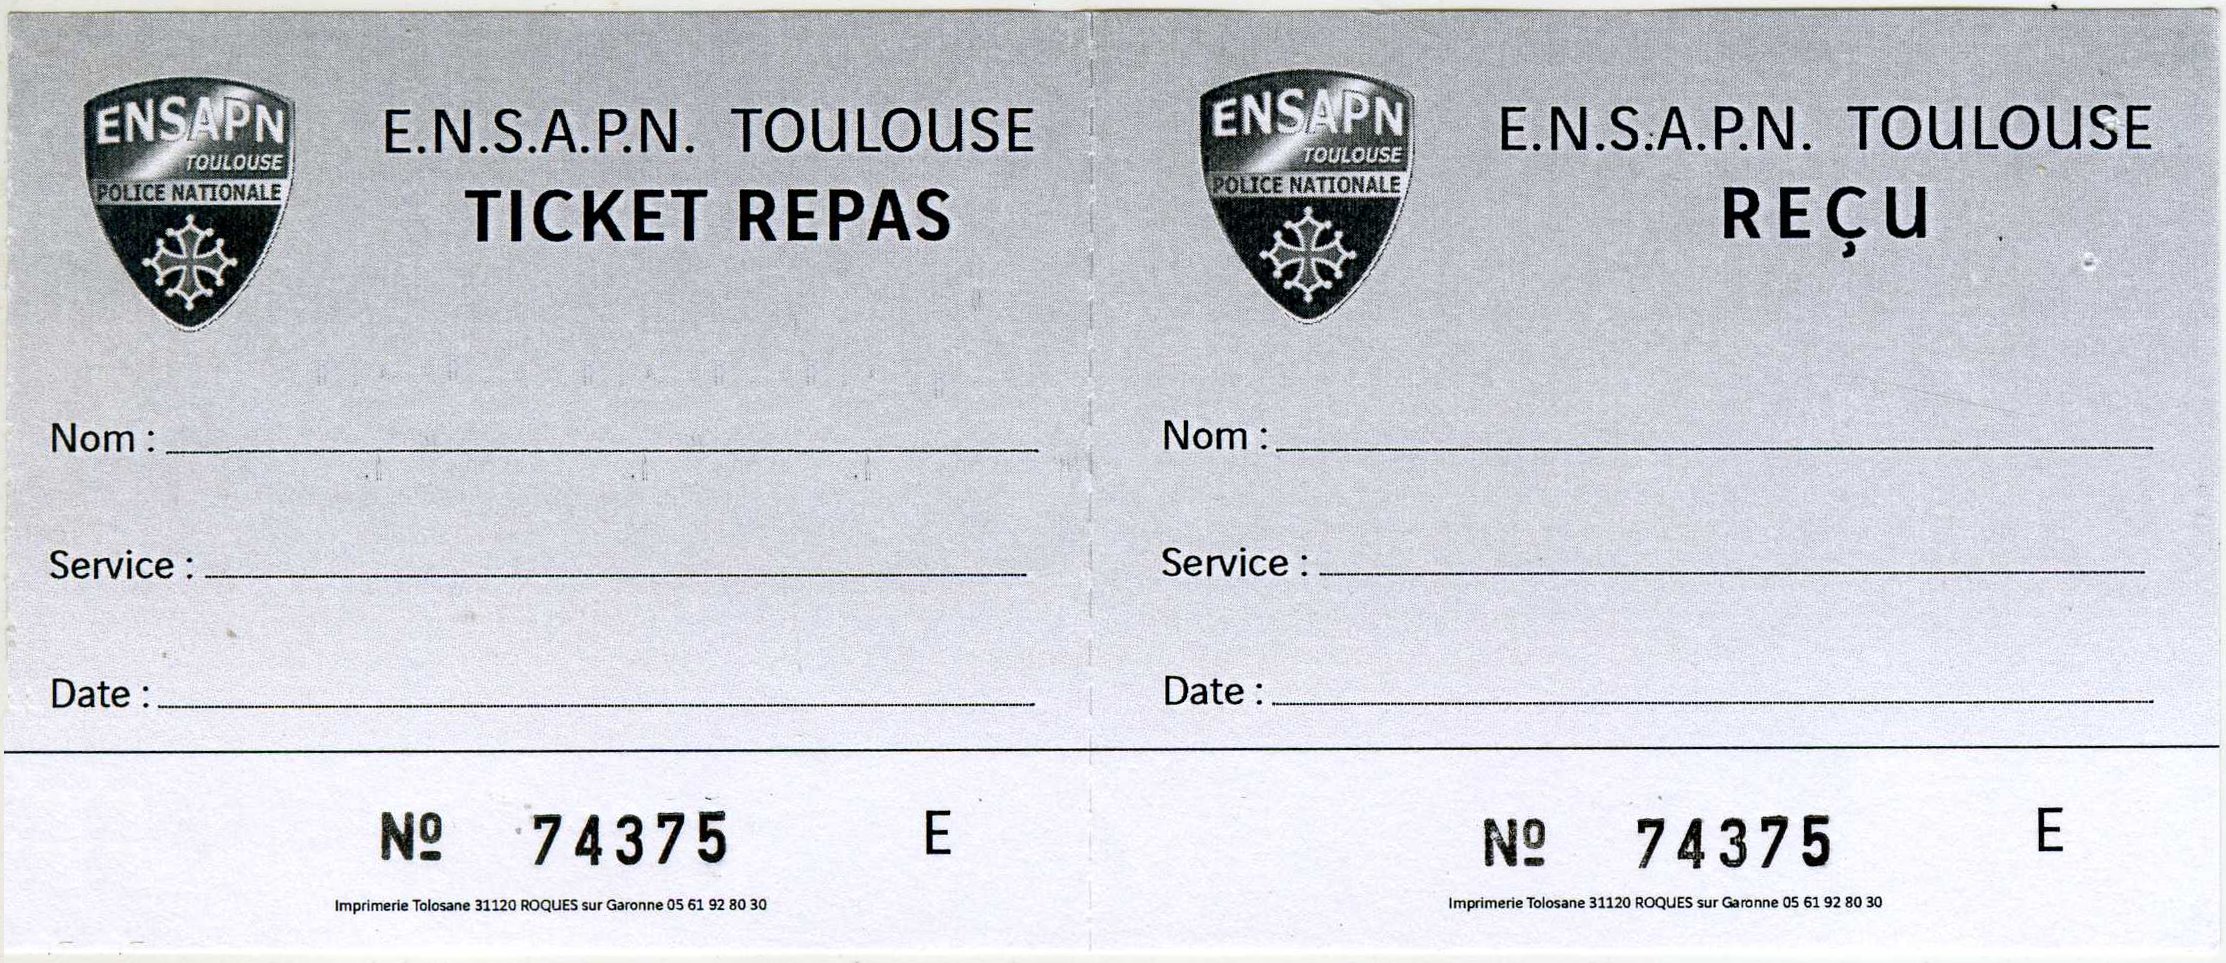 ENSAPN
TOULOUSE
POLICE NATIONALE
E.N.S.A.P.N. TOULOUSE
TICKET REPAS
Nom :
Service :
Date :
Nº 74375 E
Imprimerie Tolosane 31120 ROQUES sur Garonne 05 61 92 80 30
ENSAPN
TOULOUSE
POLICE NATIONALE
E.N.S.A.P.N. TOULOUSE
REÇU
Nom :
Service :
Date :
Nº 74375 E
Imprimerie Tolosane 31120 ROQUES sur Garonne 05 61 92 80 30